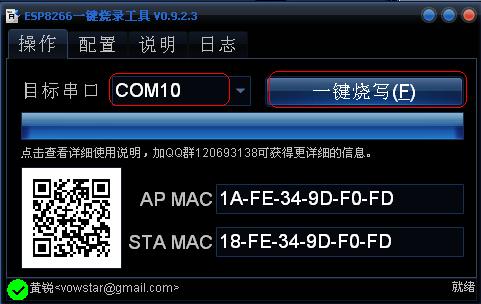 ESP8266一键烧录工具 V0.9.2.3
操作 配置 说明 日志
目标串口 COM10 一键烧写(F)
点击查看详细使用说明，加QQ群120693138可获得更详细的信息。
AP MAC 1A-FE-34-9D-F0-FD
STA MAC 18-FE-34-9D-F0-FD
黄锐<vowstar@gmail.com> 就绪